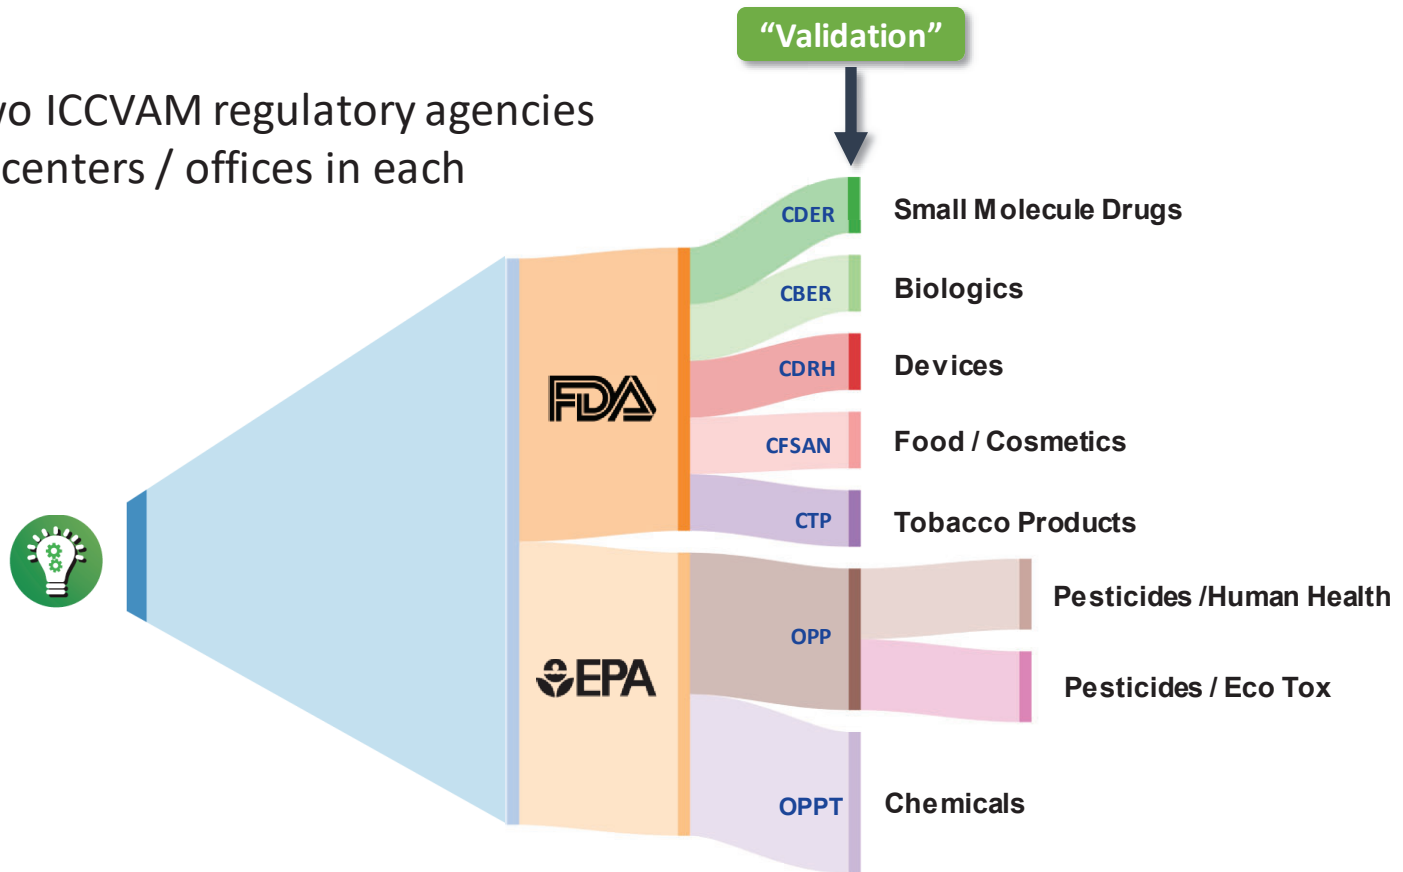 “Validation”
wo ICCVAM regulatory agencies
centers / offices in each
CDER
Small Molecule Drugs
CBER
Biologics
CDRH
Devices
FDA
CFSAN
Food / Cosmetics
CTP
Tobacco Products
OPP
Pesticides /Human Health
EPA
Pesticides / Eco Tox
OPPT
Chemicals